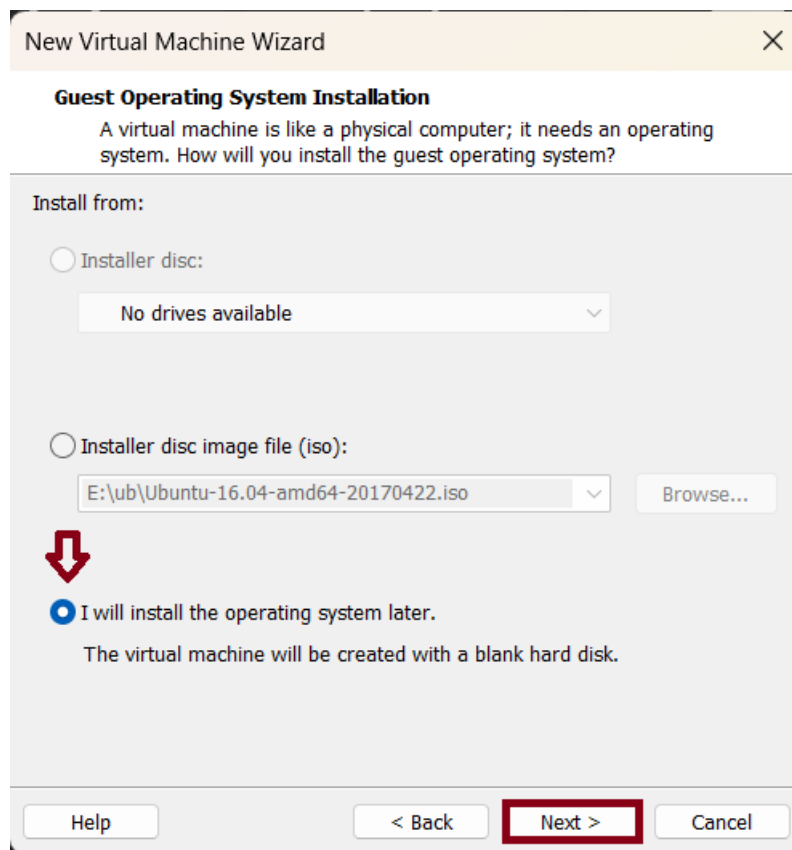 New Virtual Machine Wizard
Guest Operating System Installation
A virtual machine is like a physical computer; it needs an operating
system. How will you install the guest operating system?
Install from:
Installer disc:
No drives available
Installer disc image file (iso):
E:\ub\Ubuntu-16.04-amd64-20170422.iso
Browse...
I will install the operating system later.
The virtual machine will be created with a blank hard disk.
Help
< Back
Next >
Cancel